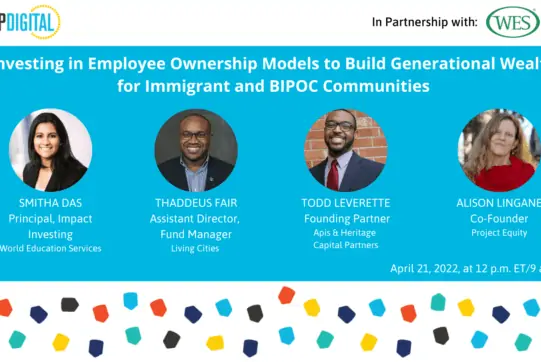 PDIGITAL
In Partnership with:
WES
nvesting in Employee Ownership Models to Build Generational Wealt
for Immigrant and BIPOC Communities
SMITHA DAS
Principal, Impact
Investing
World Education Services
THADDEUS FAIR
Assistant Director,
Fund Manager
Living Cities
TODD LEVERETTE
Founding Partner
Apis & Heritage
Capital Partners
ALISON LINGANE
Co-Founder
Project Equity
April 21, 2022, at 12 p.m. ET/9 a